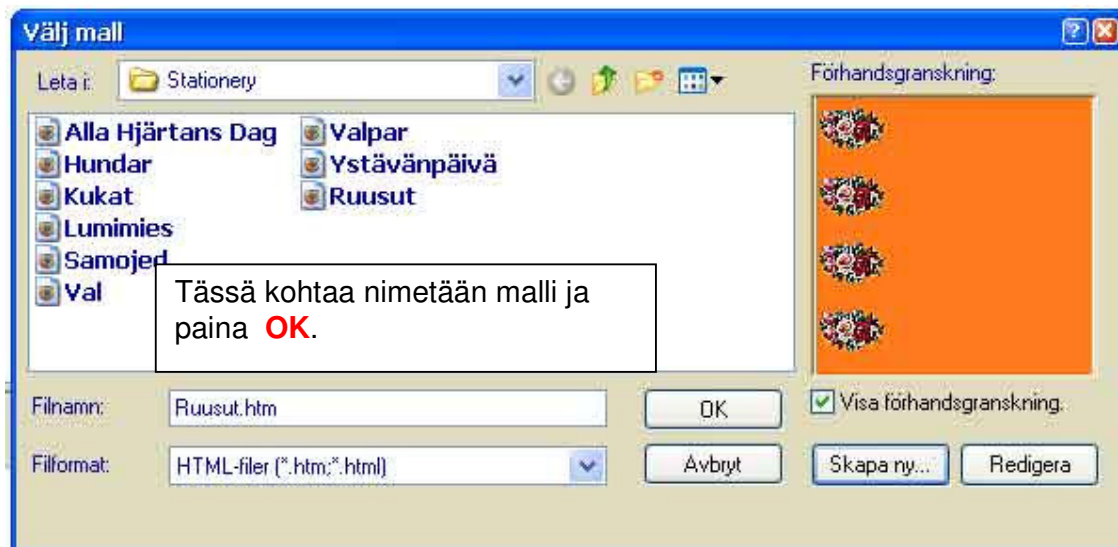 Välj mall
Leta i: Stationery
Förhandsgranskning:
Alla Hjärtans Dag
Hundar
Kukat
Lumimies
Samojed
Val
Valpar
Ystävänpäivä
Ruusut
Tässä kohtaa nimetään malli ja
paina OK.
Filnamn: Ruusut.htm
OK
Visa förhandsgranskning.
Filformat: HTML-filer (*.htm;*.html)
Avbryt
Skapa ny...
Redigera